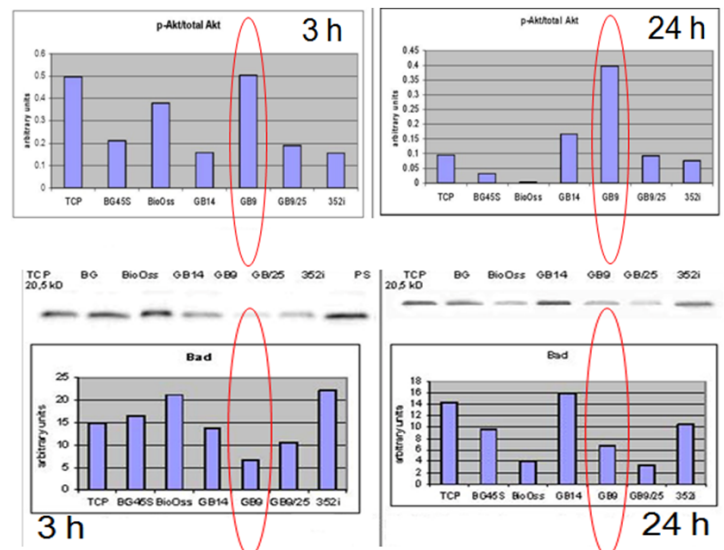 p-Akt/total Akt
3 h
arbitrary units
0.6
0.5
0.4
0.3
0.2
0.1
0
TCP BG45S BioOss GB14 GB9 GB9/25 352i
p-Akt/total Akt
24 h
arbitrary units
0.45
0.4
0.35
0.3
0.25
0.2
0.15
0.1
0.05
0
TCP BG45S BioOss GB14 GB9 GB9/25 352i
TCP BG BioOss GB14 GB9 GB/25 352i PS
20,5 kD
Bad
arbitrary units
25
20
15
10
5
0
TCP BG45S BioOss GB14 GB9 GB9/25 352i
3 h
TCP BG BioOss GB14 GB9 GB/25 352i
20,5 kD
Bad
arbitrary units
18
16
14
12
10
8
6
4
2
0
TCP BG45S BioOss GB14 GB9 GB9/25 352i
24 h